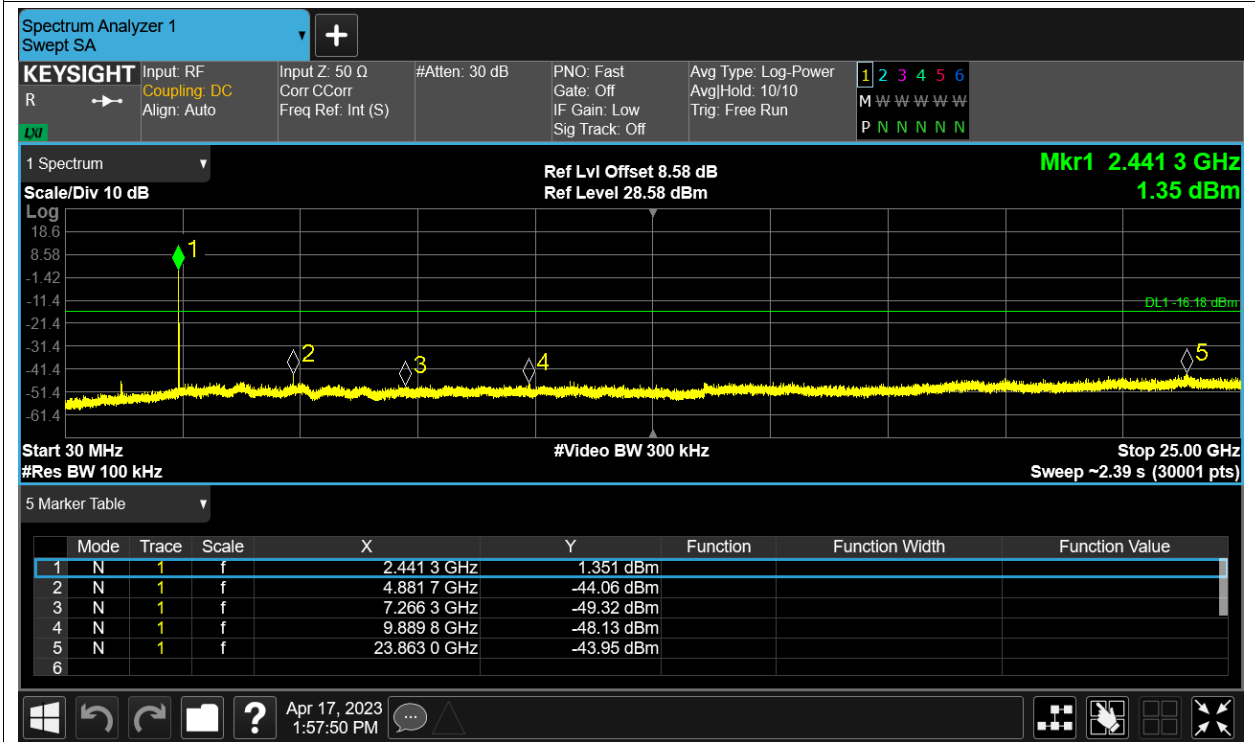 Spectrum Analyzer 1
Swept SA
+
KEYSIGHT
R
LXI
Input: RF
Coupling: DC
Align: Auto
Input Z: 50 Ω
Corr CCorr
Freq Ref: Int (S)
#Atten: 30 dB
PNO: Fast
Gate: Off
IF Gain: Low
Sig Track: Off
Avg Type: Log-Power
Avg|Hold: 10/10
Trig: Free Run
1 2 3 4 5 6
M W W W W W
P N N N N N
1 Spectrum
Scale/Div 10 dB
Ref Lvl Offset 8.58 dB
Ref Level 28.58 dBm
Mkr1 2.441 3 GHz
1.35 dBm
Log
18.6
8.58
-1.42
-11.4
-21.4
-31.4
-41.4
-51.4
-61.4
1
2
3
4
5
DL1 -16.18 dBm
Start 30 MHz
#Video BW 300 kHz
Stop 25.00 GHz
#Res BW 100 kHz
Sweep ~2.39 s (30001 pts)
5 Marker Table
Mode Trace Scale X Y Function Function Width Function Value
1 N 1 f 2.441 3 GHz 1.351 dBm
2 N 1 f 4.881 7 GHz -44.06 dBm
3 N 1 f 7.266 3 GHz -49.32 dBm
4 N 1 f 9.889 8 GHz -48.13 dBm
5 N 1 f 23.863 0 GHz -43.95 dBm
6
?
Apr 17, 2023
1:57:50 PM